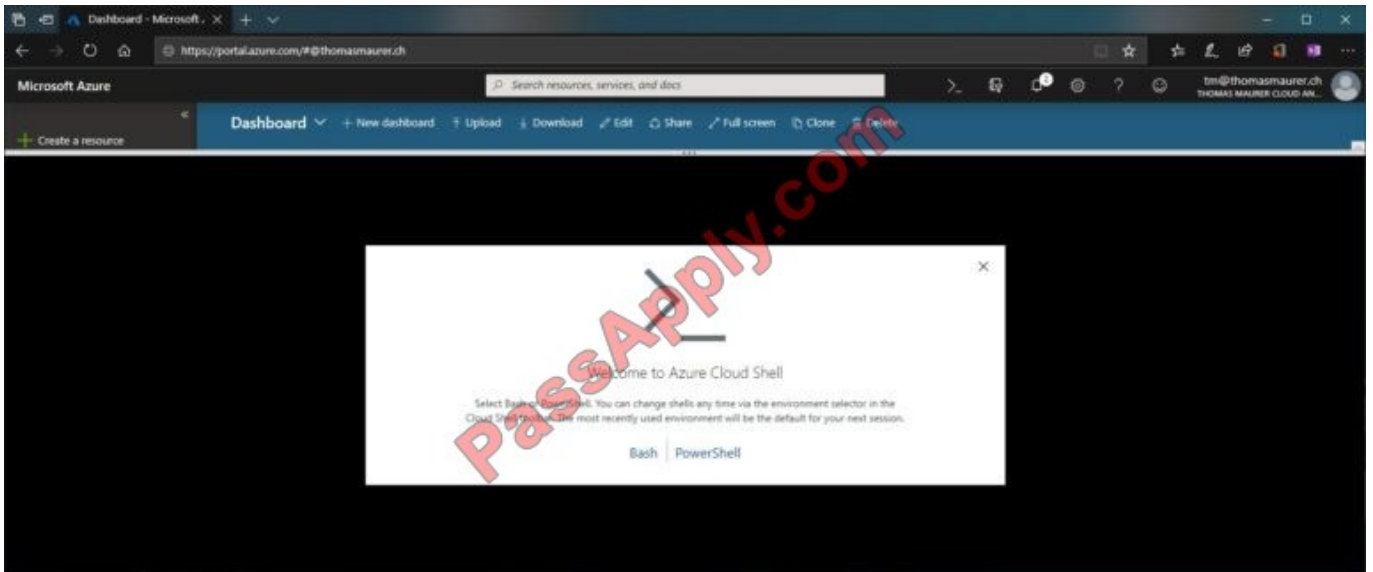 Dashboard - Microsoft.
https://portal.azure.com/#@thomasmaurer.ch
Microsoft Azure
Search resources, services, and docs
tm@thomasmaurer.ch
THOMAS MAURER CLOUD AN...
Dashboard
+ New dashboard
Upload
Download
Edit
Share
Full screen
Clone
Delete
Create a resource
PassApply.com
Welcome to Azure Cloud Shell
Select Bash or PowerShell. You can change shells any time via the environment selector in the
Cloud Shell toolbar. The most recently used environment will be the default for your next session.
Bash
PowerShell